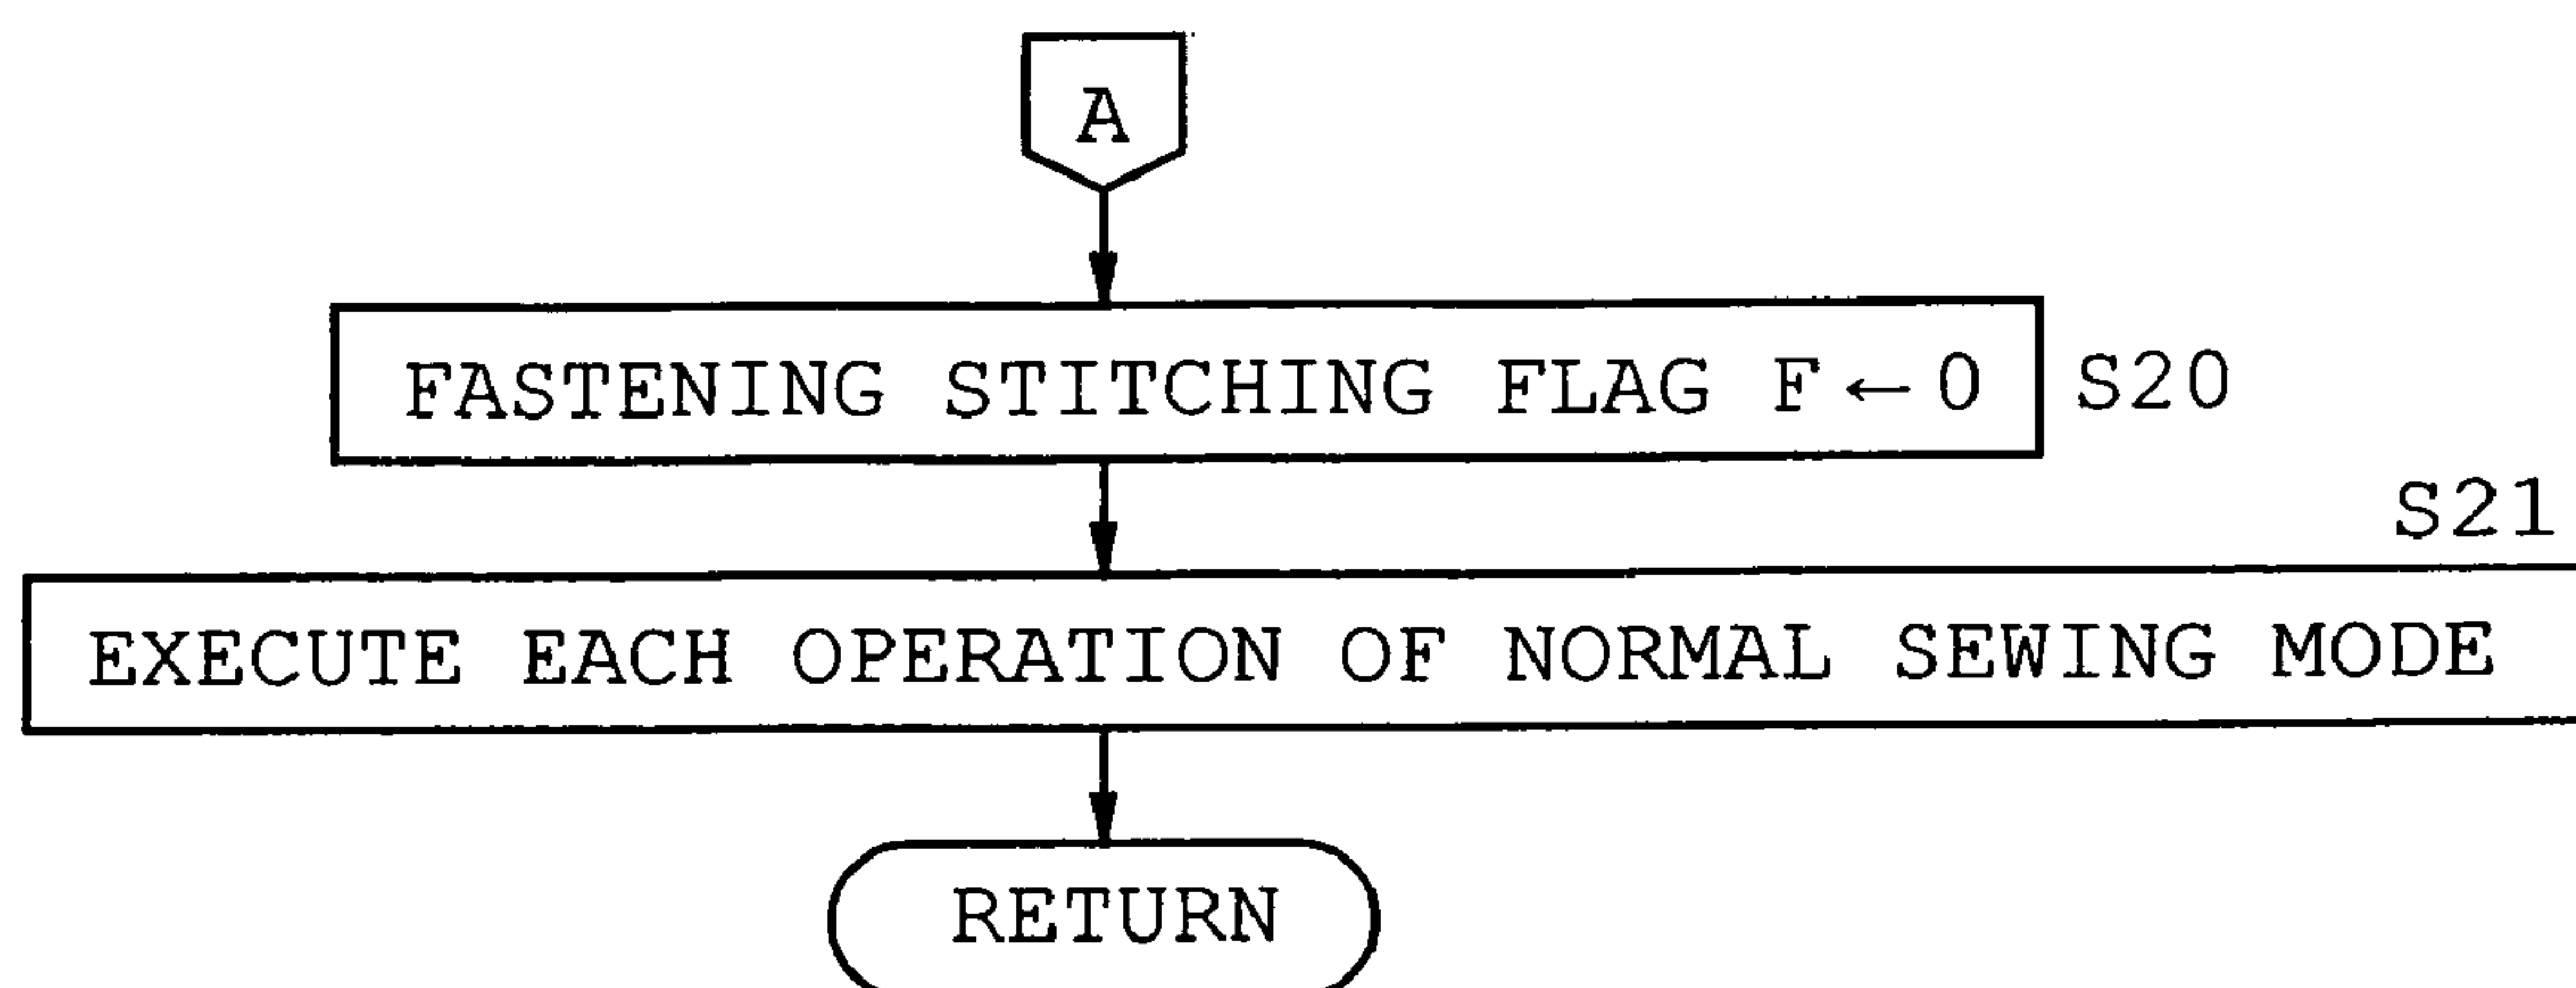 A
FASTENING STITCHING FLAG F←0
S20
S21
EXECUTE EACH OPERATION OF NORMAL SEWING MODE
RETURN